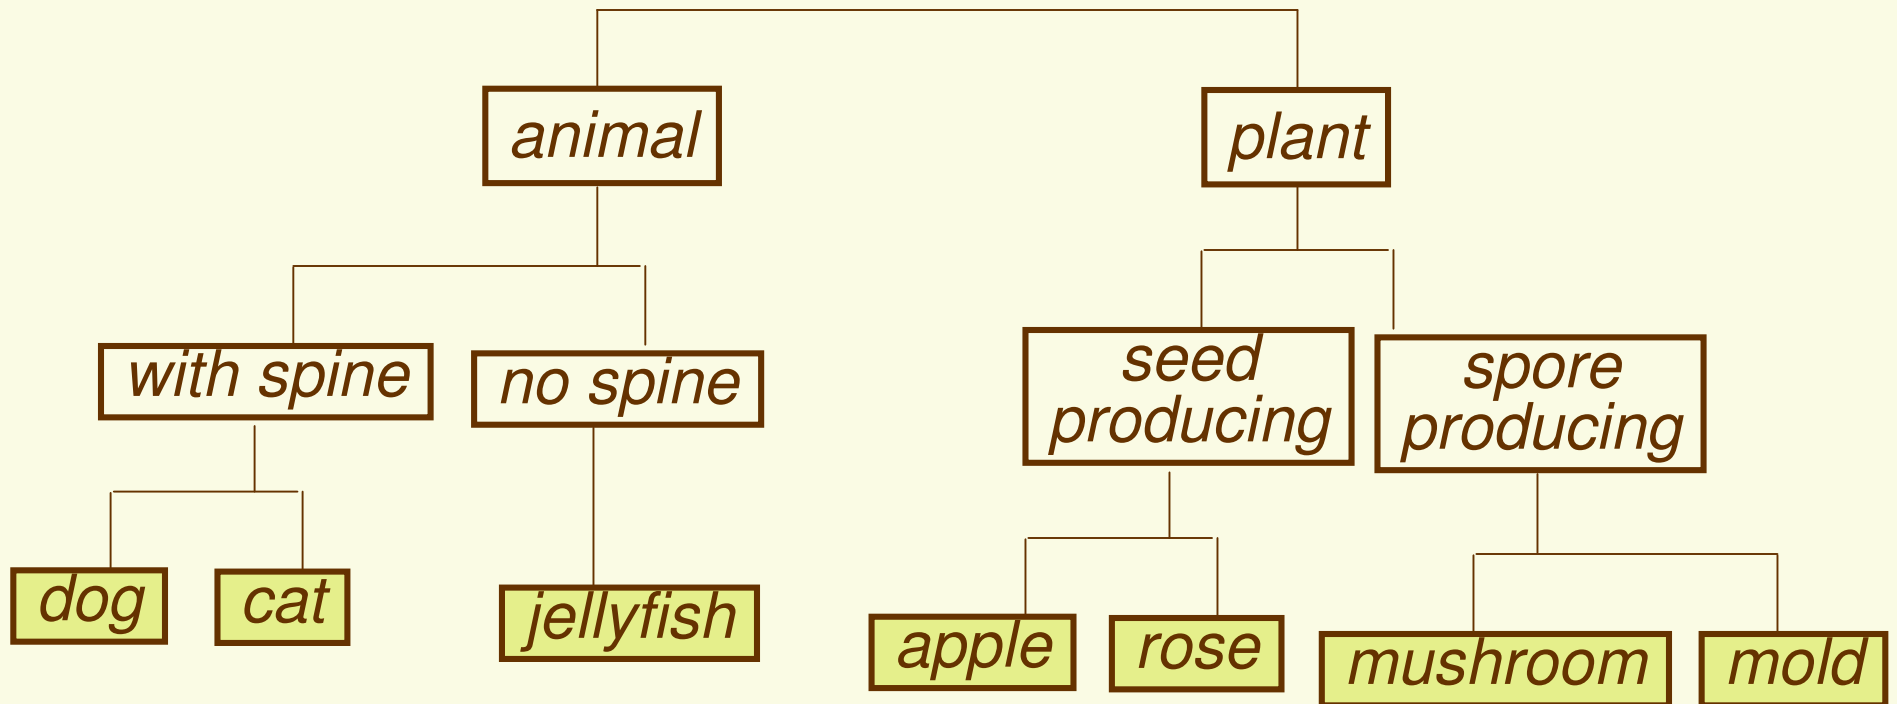 animal
plant
with spine
no spine
seed
producing
spore
producing
dog
cat
jellyfish
apple
rose
mushroom
mold